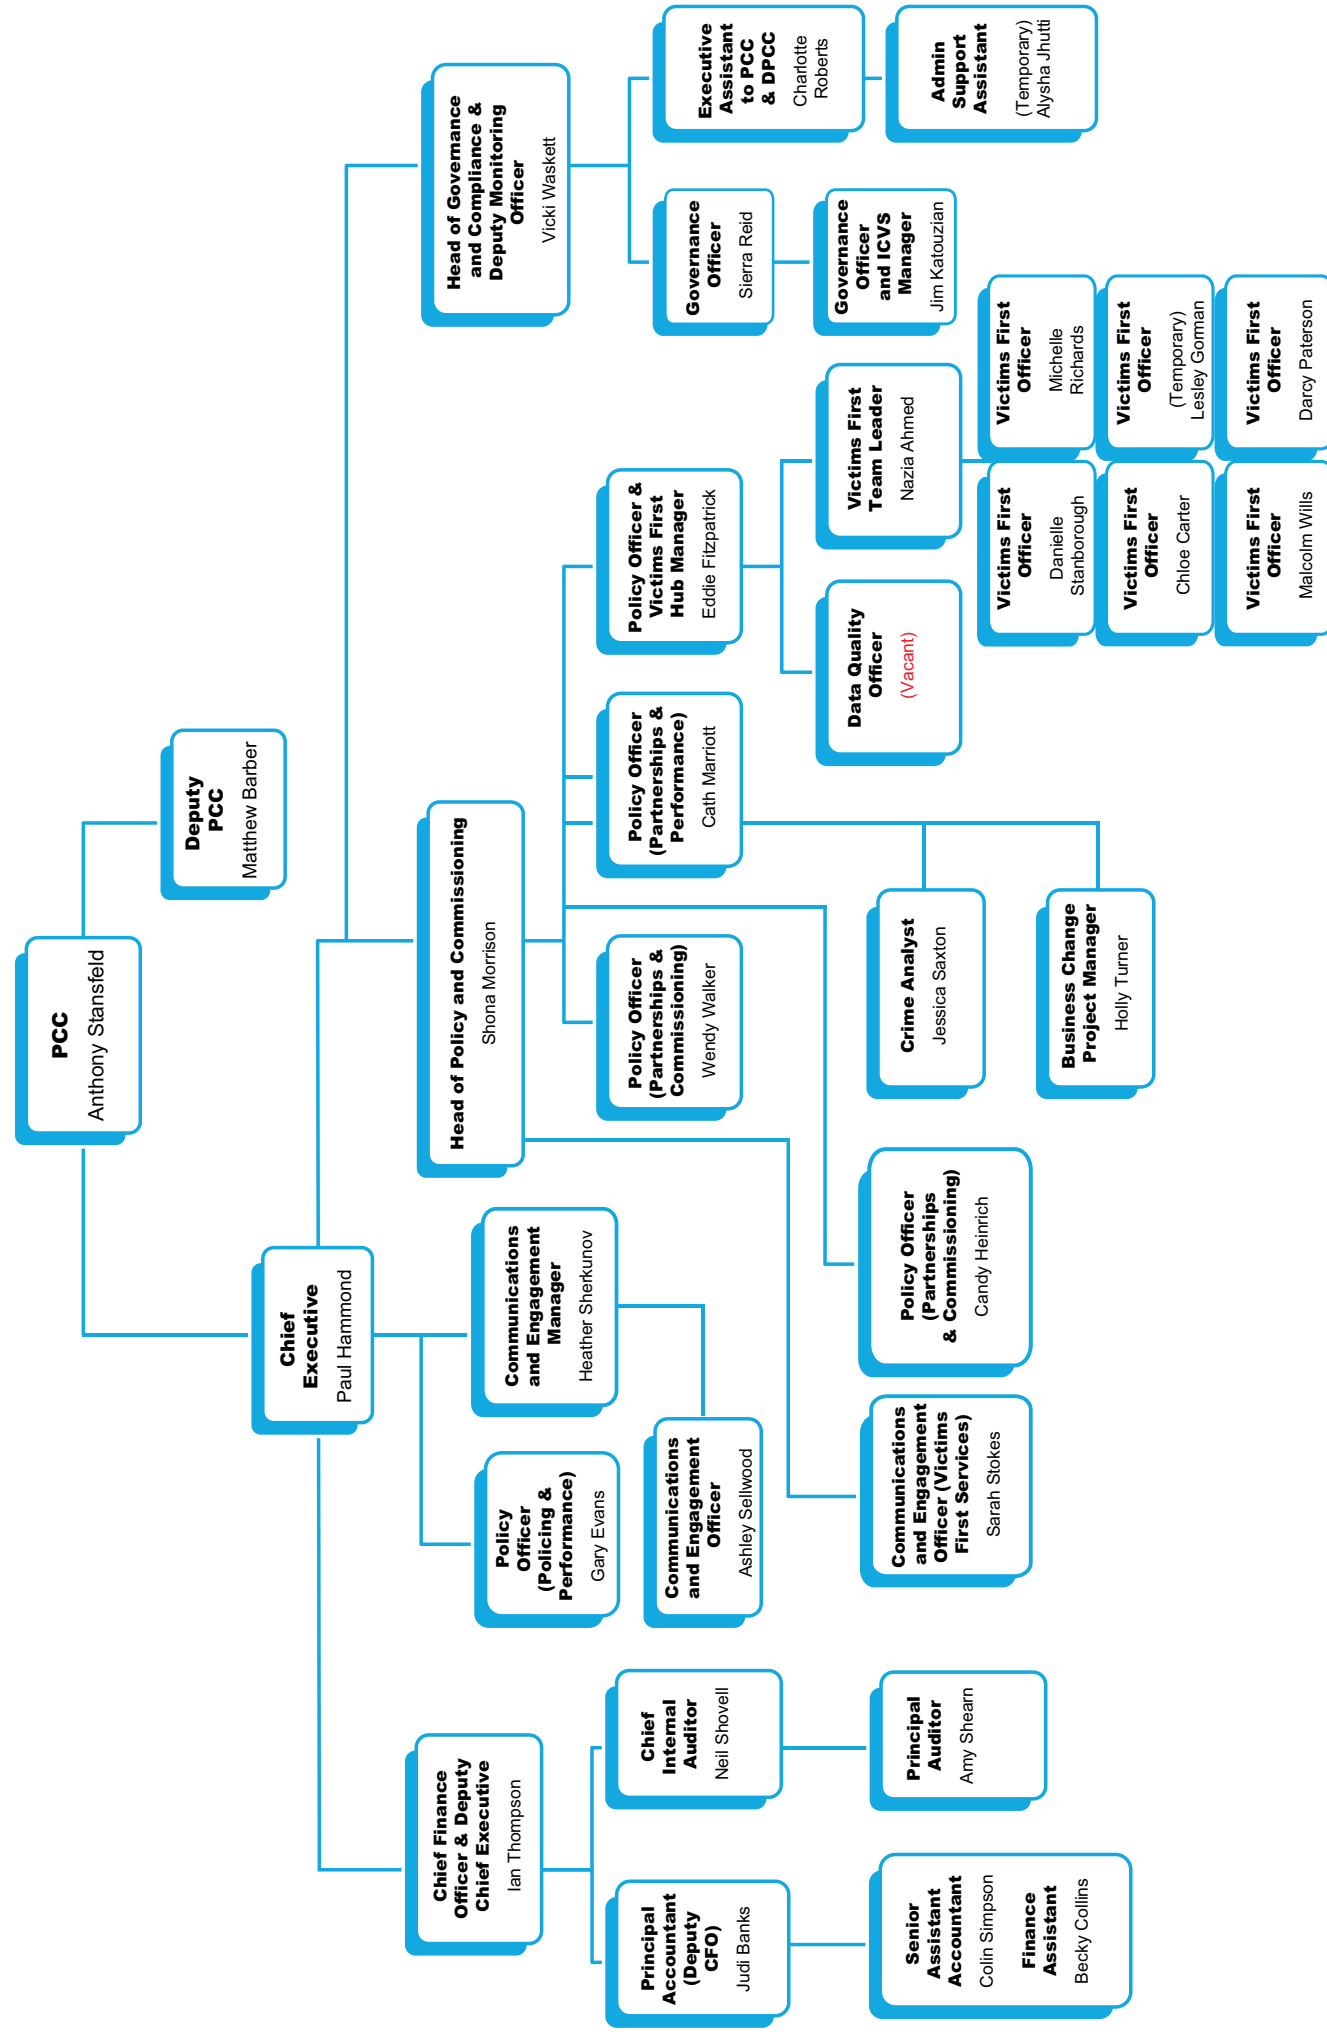 PCC
Anthony Stansfeld
Deputy
PCC
Matthew Barber
Chief
Executive
Paul Hammond
Chief Finance
Officer & Deputy
Chief Executive
Ian Thompson
Principal
Accountant
(Deputy
CFO)
Judi Banks
Senior
Assistant
Accountant
Colin Simpson
Finance
Assistant
Becky Collins
Chief
Internal
Auditor
Neil Shovell
Principal
Auditor
Amy Shearn
Policy
Officer
(Policing &
Performance)
Gary Evans
Communications
and Engagement
Manager
Heather Sherkunov
Communications
and Engagement
Officer
Ashley Sellwood
Head of Policy and Commissioning
Shona Morrison
Communications
and Engagement
Officer (Victims
First Services)
Sarah Stokes
Policy Officer
(Partnerships
& Commissioning)
Candy Heinrich
Policy Officer
(Partnerships &
Commissioning)
Wendy Walker
Policy Officer
(Partnerships &
Performance)
Cath Marriott
Crime Analyst
Jessica Saxton
Business Change
Project Manager
Holly Turner
Policy Officer &
Victims First
Hub Manager
Eddie Fitzpatrick
Data Quality
Officer
(Vacant)
Victims First
Team Leader
Nazia Ahmed
Victims First
Officer
Danielle
Stanborough
Victims First
Officer
Michelle
Richards
Victims First
Officer
Chloe Carter
Victims First
Officer
(Temporary)
Lesley Gorman
Victims First
Officer
Malcolm Wills
Victims First
Officer
Darcy Paterson
Head of Governance
and Compliance &
Deputy Monitoring
Officer
Vicki Waskett
Governance
Officer
Sierra Reid
Governance
Officer
and ICVS
Manager
Jim Katouzian
Executive
Assistant
to PCC
& DPCC
Charlotte
Roberts
Admin
Support
Assistant
(Temporary)
Alysha Jhutti